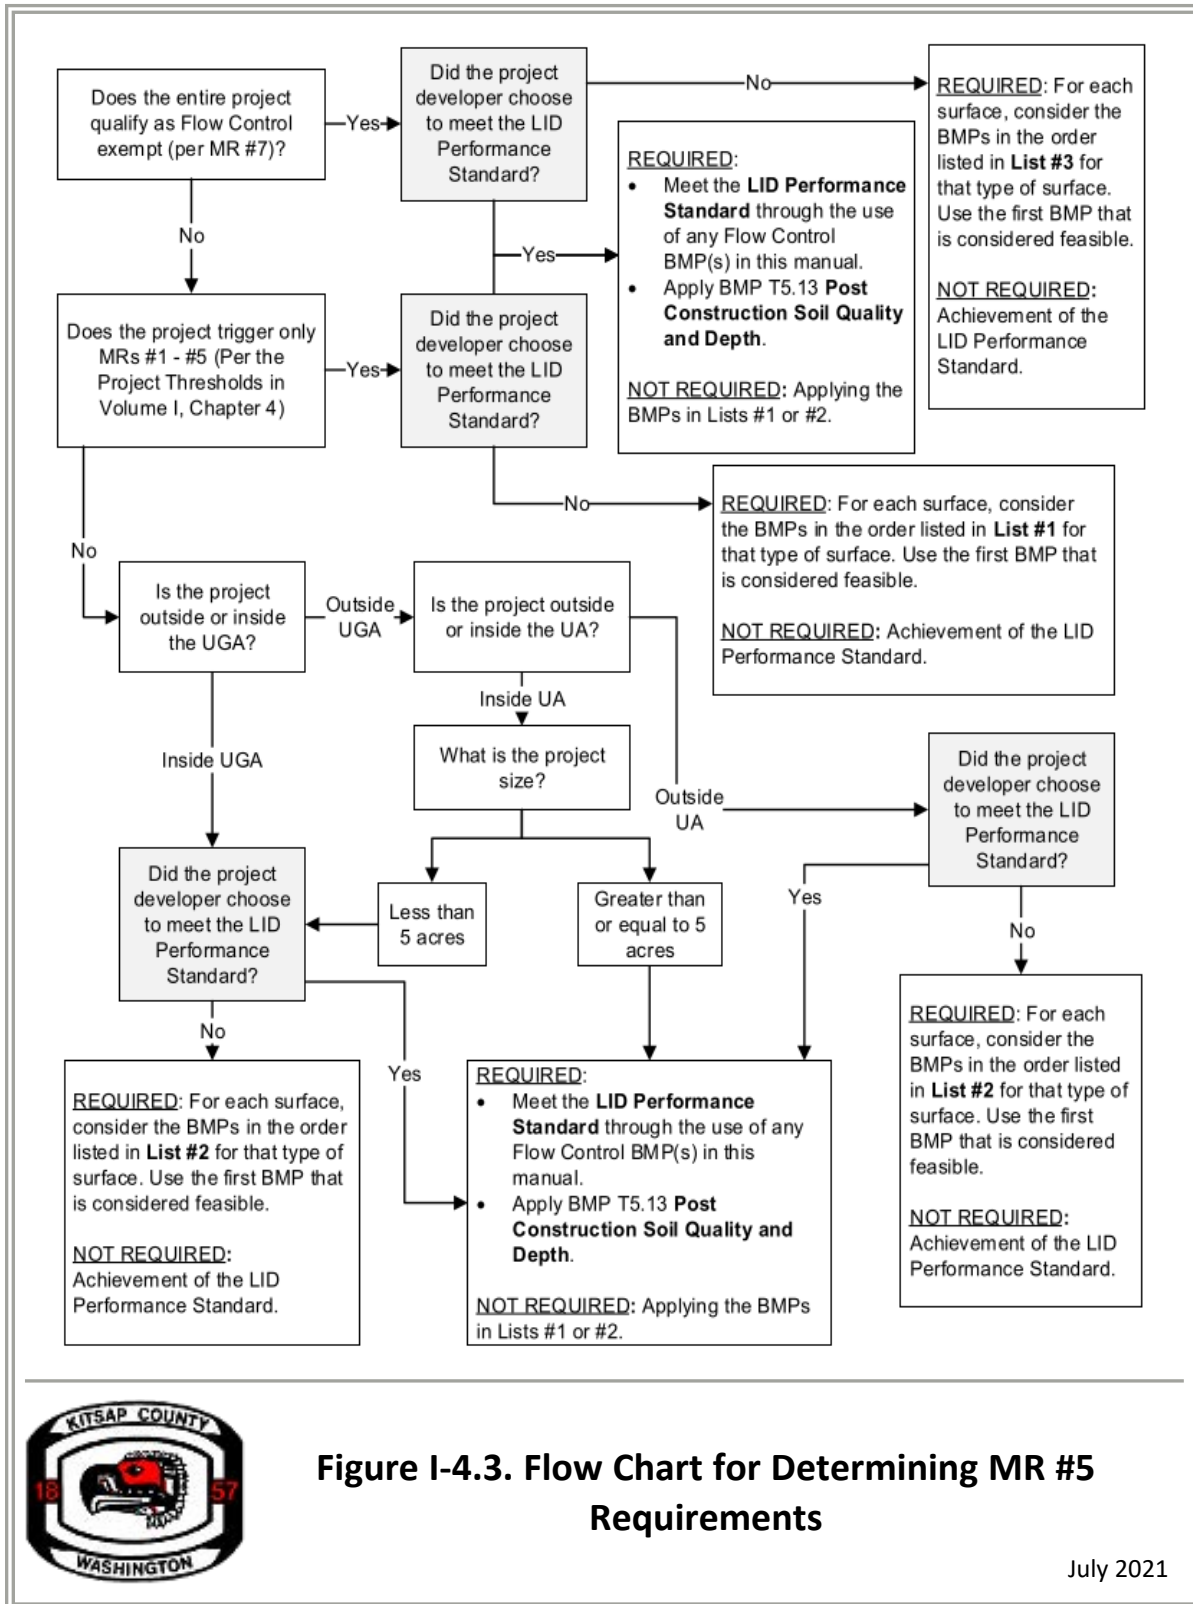 Does the entire project
qualify as Flow Control
exempt (per MR #7)?
Yes
Did the project
developer choose
to meet the LID
Performance
Standard?
No
REQUIRED: For each
surface, consider the
BMPs in the order
listed in List #3 for
that type of surface.
Use the first BMP that
is considered feasible.
NOT REQUIRED:
Achievement of the
LID Performance
Standard.
No
Yes
REQUIRED:
• Meet the LID Performance
Standard through the use
of any Flow Control
BMP(s) in this manual.
• Apply BMP T5.13 Post
Construction Soil Quality
and Depth.
NOT REQUIRED: Applying the
BMPs in Lists #1 or #2.
Does the project trigger only
MRs #1 - #5 (Per the
Project Thresholds in
Volume I, Chapter 4)
Yes
Did the project
developer choose
to meet the LID
Performance
Standard?
No
REQUIRED: For each surface, consider
the BMPs in the order listed in List #1 for
that type of surface. Use the first BMP that
is considered feasible.
NOT REQUIRED: Achievement of the LID
Performance Standard.
No
Is the project
outside or inside
the UGA?
Outside
UGA
Is the project outside
or inside the UA?
Inside UA
What is the project
size?
Inside UGA
Outside
UA
Did the project
developer choose
to meet the LID
Performance
Standard?
Did the project
developer choose
to meet the LID
Performance
Standard?
Less than
5 acres
Greater than
or equal to 5
acres
Yes
No
No
Yes
REQUIRED: For each surface,
consider the BMPs in the order
listed in List #2 for that type of
surface. Use the first BMP that
is considered feasible.
NOT REQUIRED:
Achievement of the LID
Performance Standard.
REQUIRED:
• Meet the LID Performance
Standard through the use of any
Flow Control BMP(s) in this
manual.
• Apply BMP T5.13 Post
Construction Soil Quality and
Depth.
NOT REQUIRED: Applying the BMPs
in Lists #1 or #2.
REQUIRED: For each
surface, consider the
BMPs in the order listed
in List #2 for that type of
surface. Use the first
BMP that is considered
feasible.
NOT REQUIRED:
Achievement of the LID
Performance Standard.
KITSAP COUNTY
18 57
WASHINGTON
Figure I-4.3. Flow Chart for Determining MR #5
Requirements
July 2021